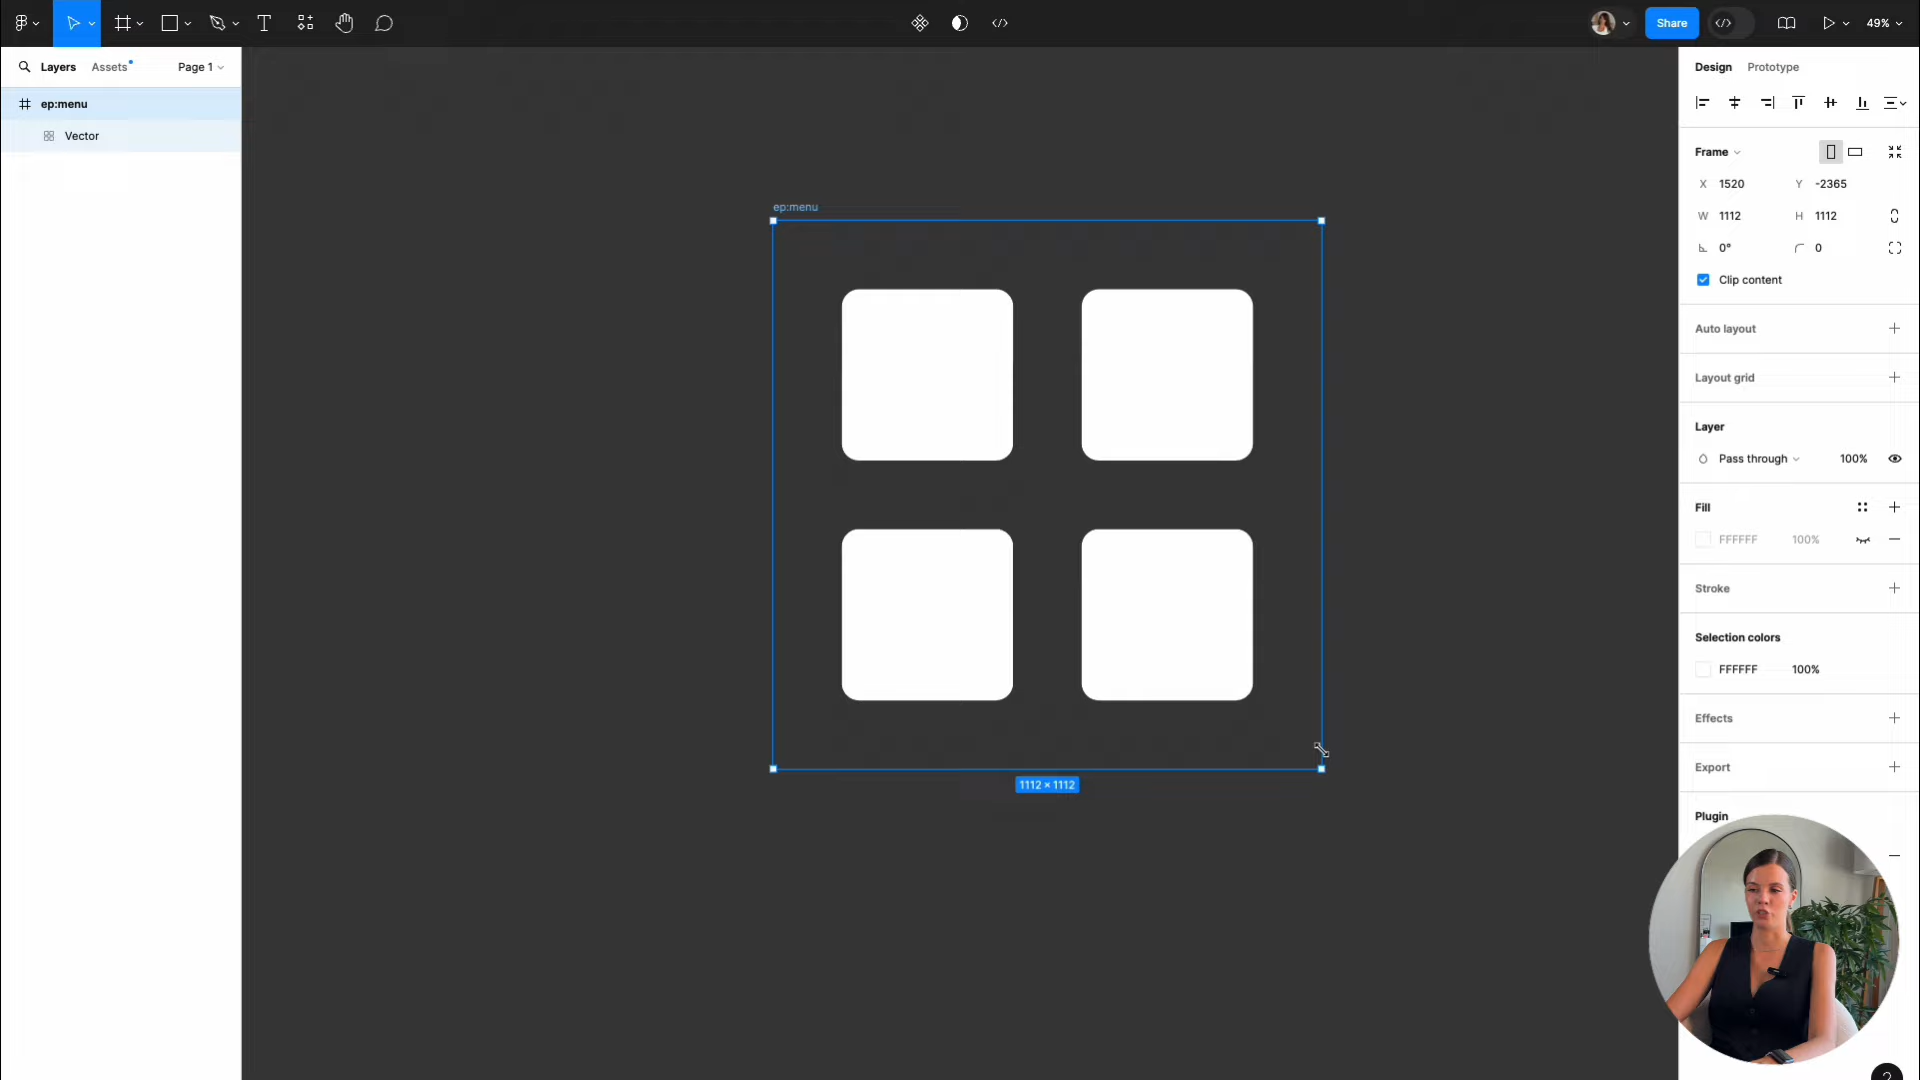 Share
49%
Layers
Assets
Page 1
Design
Prototype
ep:menu
Vector
ep:menu
1112 × 1112
Frame
X 1520
Y -2365
W 1112
H 1112
0°
0
Clip content
Auto layout
Layout grid
Layer
Pass through
100%
Fill
FFFFFF 100%
Stroke
Selection colors
FFFFFF 100%
Effects
Export
Plugin
?